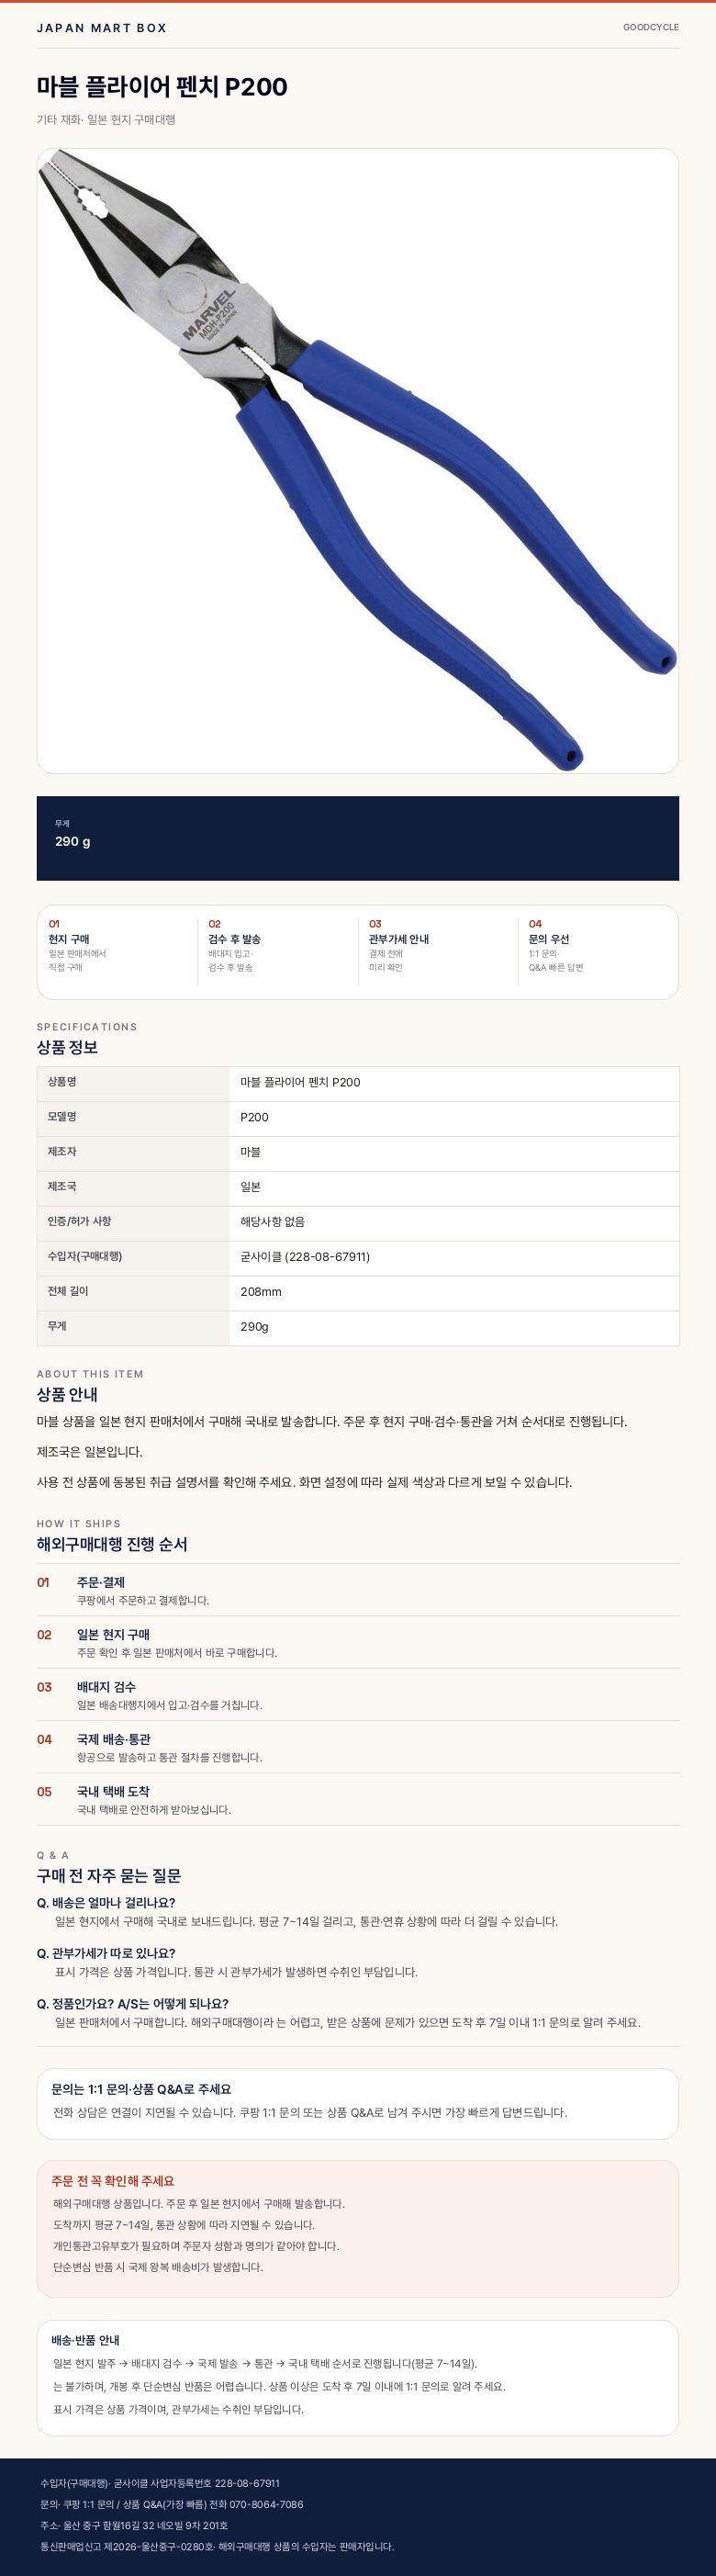 JAPAN MART BOX
GOODCYCLE
마블 플라이어 펜치 P200
기타 재화· 일본 현지 구매대행
MARVEL
MDH-P200
MADE IN JAPAN
무게
290 g
01
현지 구매
일본 판매처에서
직접 구매
02
검수 후 발송
배대지 입고·
검수 후 발송
03
관부가세 안내
결제 전에
미리 확인
04
문의 우선
1:1 문의·
Q&A 빠른 답변
SPECIFICATIONS
상품 정보
상품명 마블 플라이어 펜치 P200
모델명 P200
제조자 마블
제조국 일본
인증/허가 사항 해당사항 없음
수입자(구매대행) 굳사이클 (228-08-67911)
전체 길이 208mm
무게 290g
ABOUT THIS ITEM
상품 안내
마블 상품을 일본 현지 판매처에서 구매해 국내로 발송합니다. 주문 후 현지 구매·검수·통관을 거쳐 순서대로 진행됩니다.
제조국은 일본입니다.
사용 전 상품에 동봉된 취급 설명서를 확인해 주세요. 화면 설정에 따라 실제 색상과 다르게 보일 수 있습니다.
HOW IT SHIPS
해외구매대행 진행 순서
01 주문·결제
쿠팡에서 주문하고 결제합니다.
02 일본 현지 구매
주문 확인 후 일본 판매처에서 바로 구매합니다.
03 배대지 검수
일본 배송대행지에서 입고·검수를 거칩니다.
04 국제 배송·통관
항공으로 발송하고 통관 절차를 진행합니다.
05 국내 택배 도착
국내 택배로 안전하게 받아보십니다.
Q & A
구매 전 자주 묻는 질문
Q. 배송은 얼마나 걸리나요?
일본 현지에서 구매해 국내로 보내드립니다. 평균 7~14일 걸리고, 통관·연휴 상황에 따라 더 걸릴 수 있습니다.
Q. 관부가세가 따로 있나요?
표시 가격은 상품 가격입니다. 통관 시 관부가세가 발생하면 수취인 부담입니다.
Q. 정품인가요? A/S는 어떻게 되나요?
일본 판매처에서 구매합니다. 해외구매대행이라 는 어렵고, 받은 상품에 문제가 있으면 도착 후 7일 이내 1:1 문의로 알려 주세요.
문의는 1:1 문의·상품 Q&A로 주세요
전화 상담은 연결이 지연될 수 있습니다. 쿠팡 1:1 문의 또는 상품 Q&A로 남겨 주시면 가장 빠르게 답변드립니다.
주문 전 꼭 확인해 주세요
해외구매대행 상품입니다. 주문 후 일본 현지에서 구매해 발송합니다.
도착까지 평균 7~14일, 통관 상황에 따라 지연될 수 있습니다.
개인통관고유부호가 필요하며 주문자 성함과 명의가 같아야 합니다.
단순변심 반품 시 국제 왕복 배송비가 발생합니다.
배송·반품 안내
일본 현지 발주 → 배대지 검수 → 국제 발송 → 통관 → 국내 택배 순서로 진행됩니다(평균 7~14일).
는 불가하며, 개봉 후 단순변심 반품은 어렵습니다. 상품 이상은 도착 후 7일 이내에 1:1 문의로 알려 주세요.
표시 가격은 상품 가격이며, 관부가세는 수취인 부담입니다.
수입자(구매대행)· 굳사이클 사업자등록번호 228-08-67911
문의· 쿠팡 1:1 문의 / 상품 Q&A(가장 빠름) 전화 070-8064-7086
주소· 울산 중구 함월16길 32 네오빌 9차 201호
통신판매업신고 제2026-울산중구-0280호· 해외구매대행 상품의 수입자는 판매자입니다.